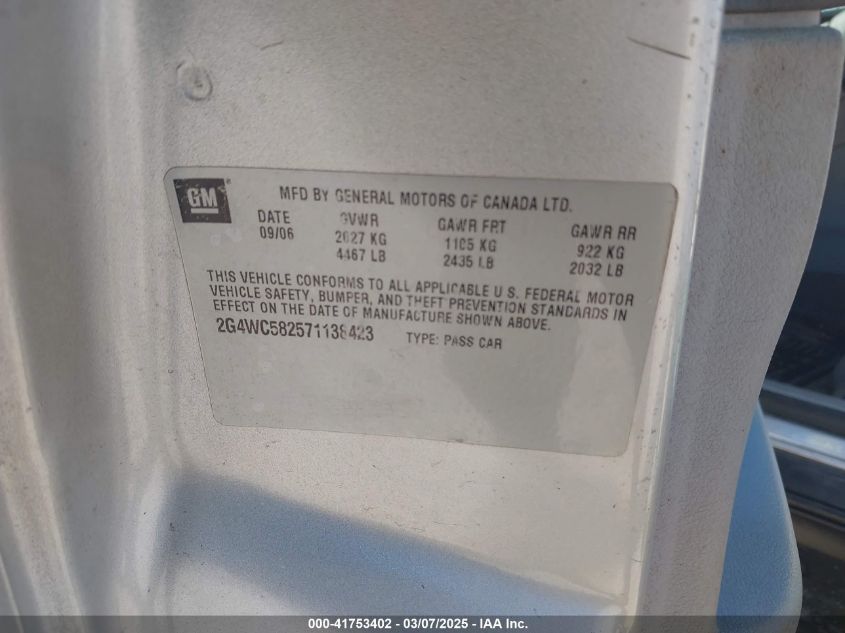 GM
MFD BY GENERAL MOTORS OF CANADA LTD.
DATE GVWR GAWR FRT GAWR RR
09/06 2027 KG 1105 KG 922 KG
4467 LB 2435 LB 2032 LB
THIS VEHICLE CONFORMS TO ALL APPLICABLE U.S. FEDERAL MOTOR
VEHICLE SAFETY, BUMPER, AND THEFT PREVENTION STANDARDS IN
EFFECT ON THE DATE OF MANUFACTURE SHOWN ABOVE.
2G4WC582571138423 TYPE: PASS CAR
000-41753402 - 03/07/2025 - IAA Inc.